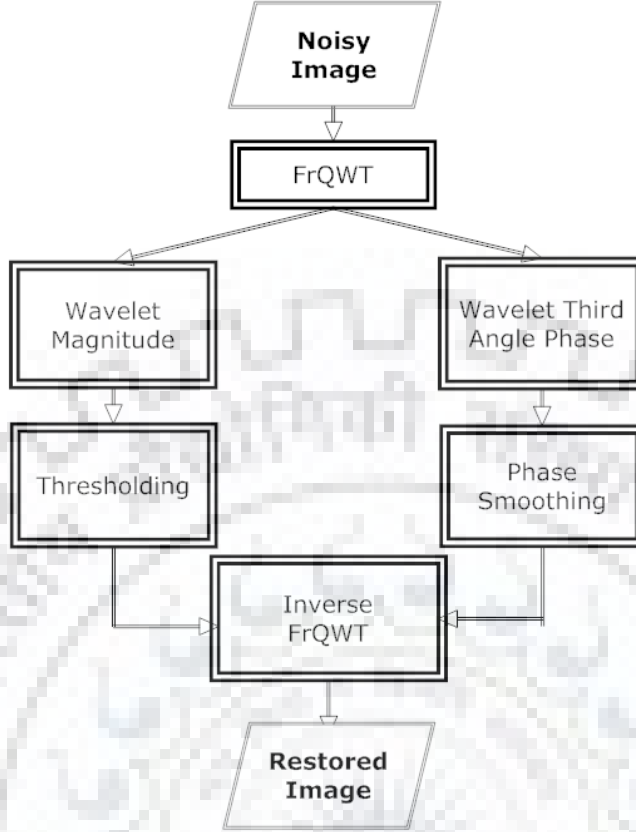 Noisy
Image
FrQWT
Wavelet
Magnitude
Wavelet Third
Angle Phase
Thresholding
Phase
Smoothing
Inverse
FrQWT
Restored
Image